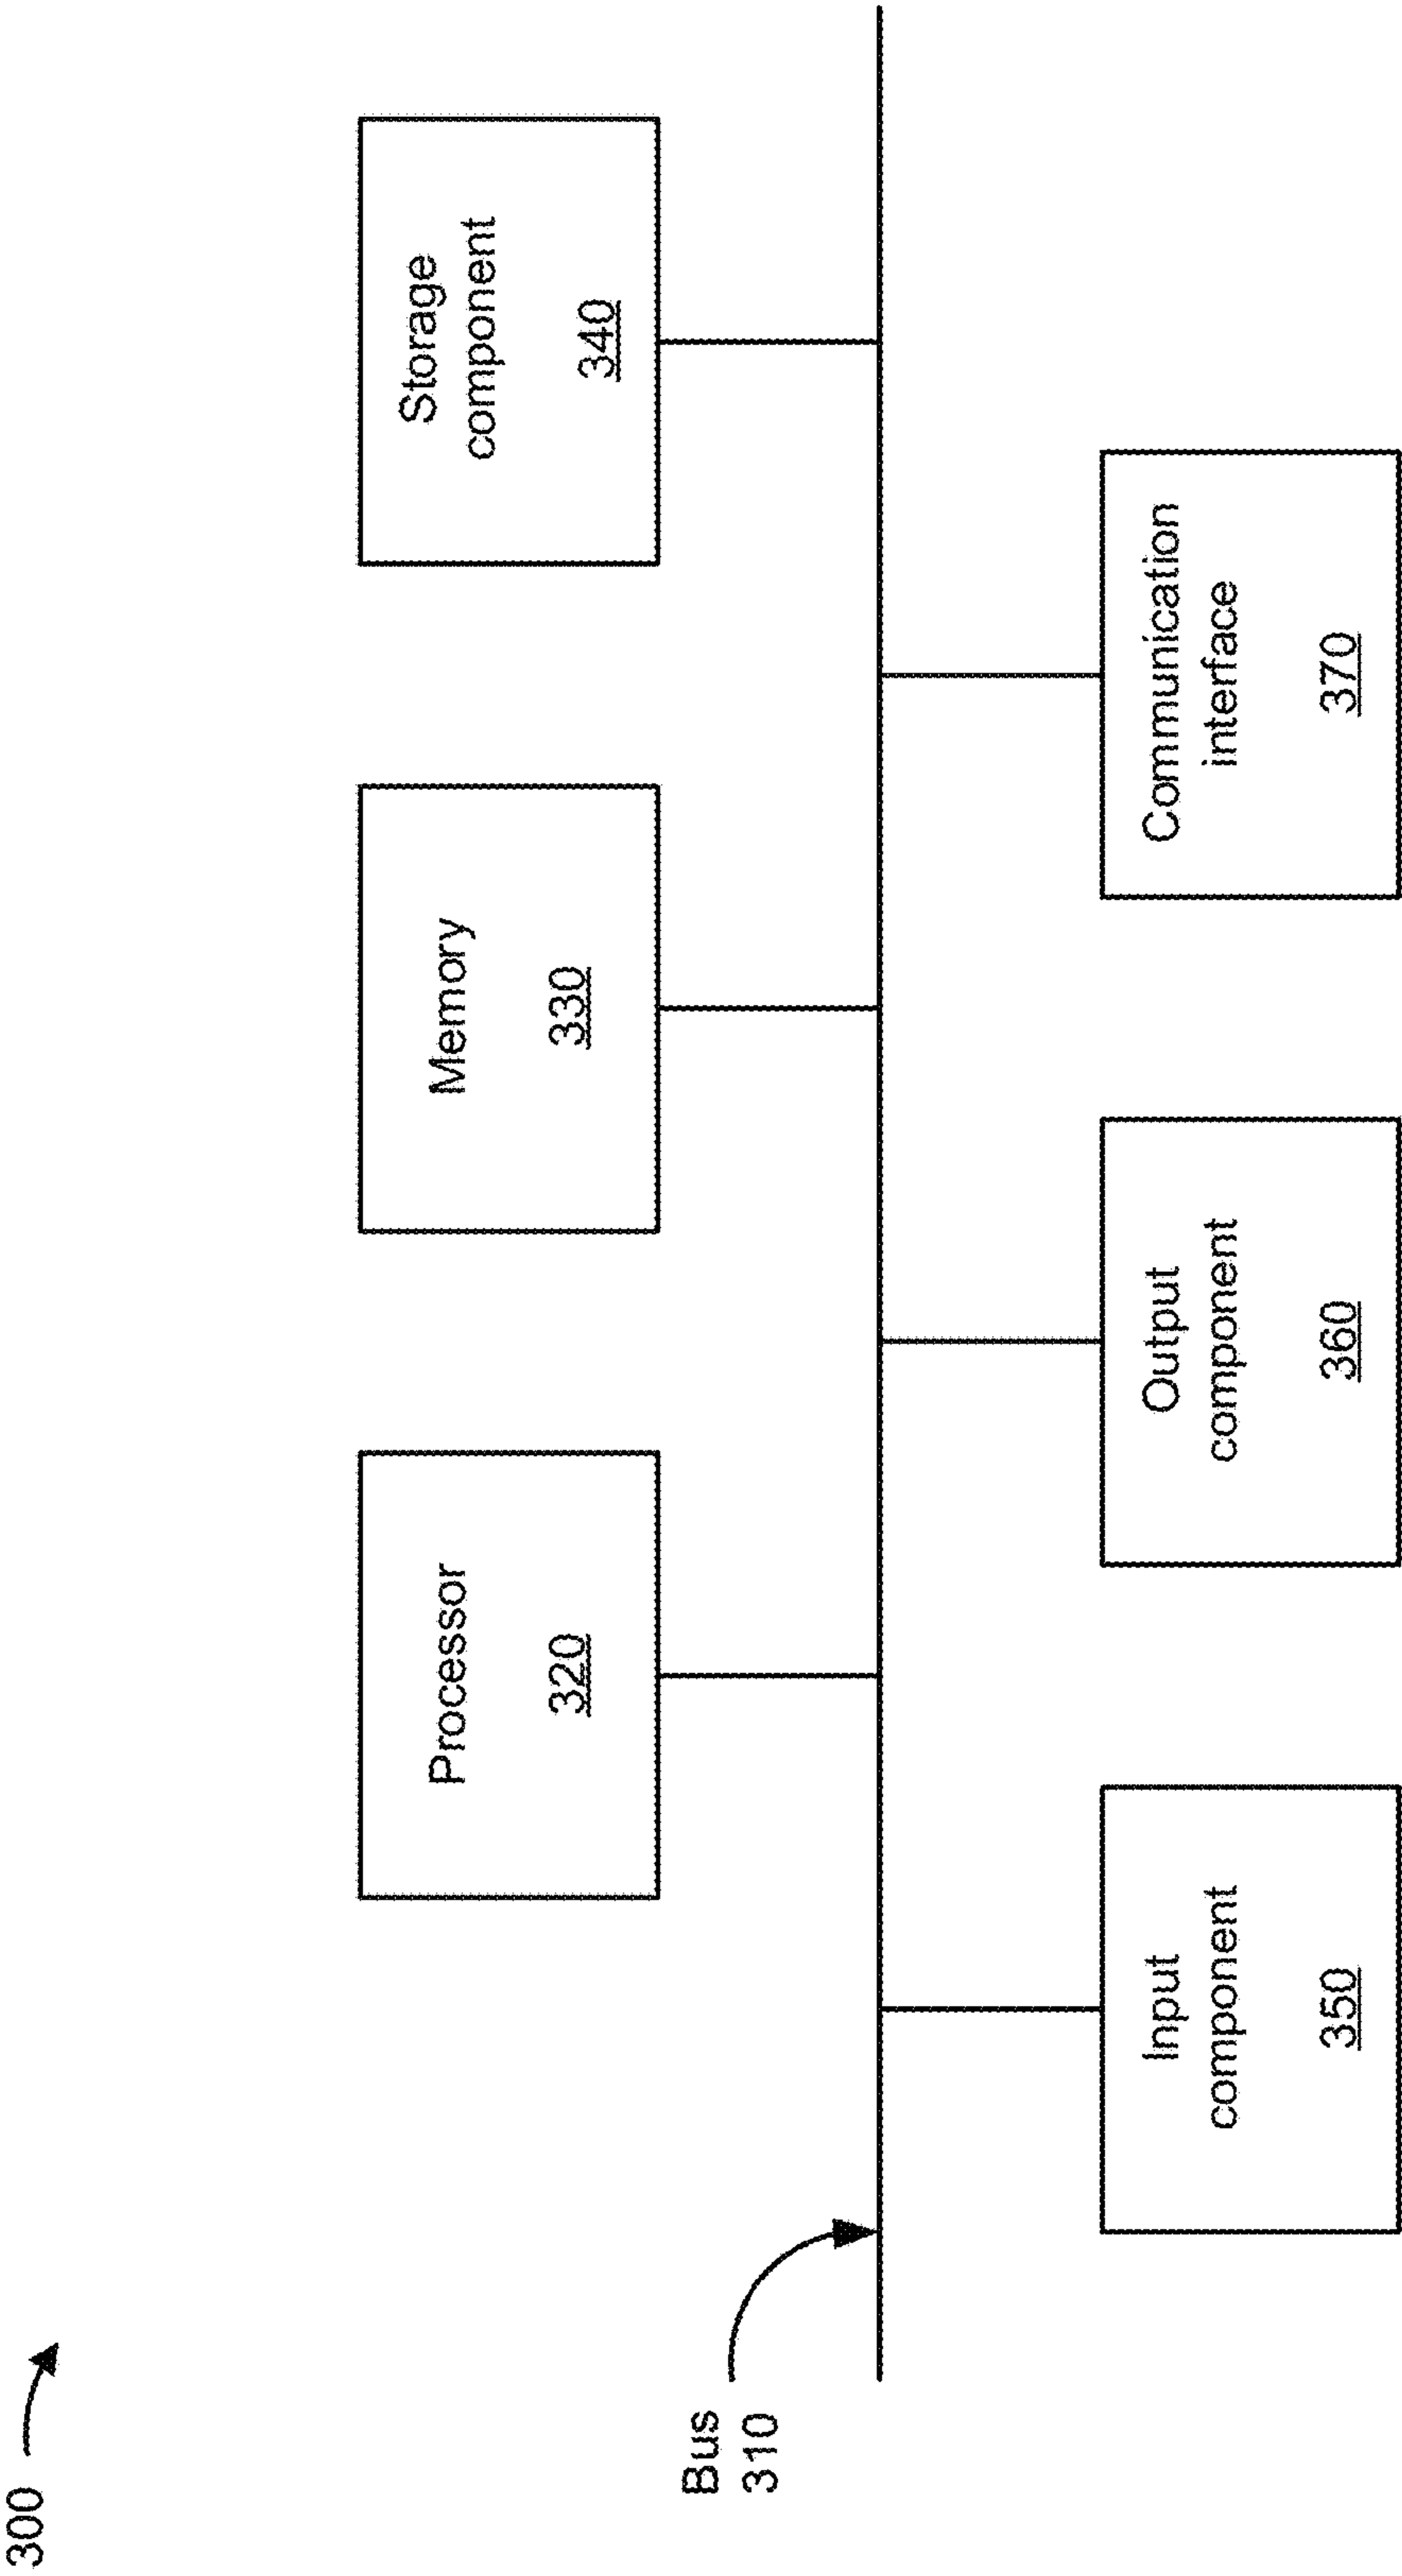 300
Processor
320
Memory
330
Storage
component
340
Bus
310
Input
component
350
Output
component
360
Communication
interface
370